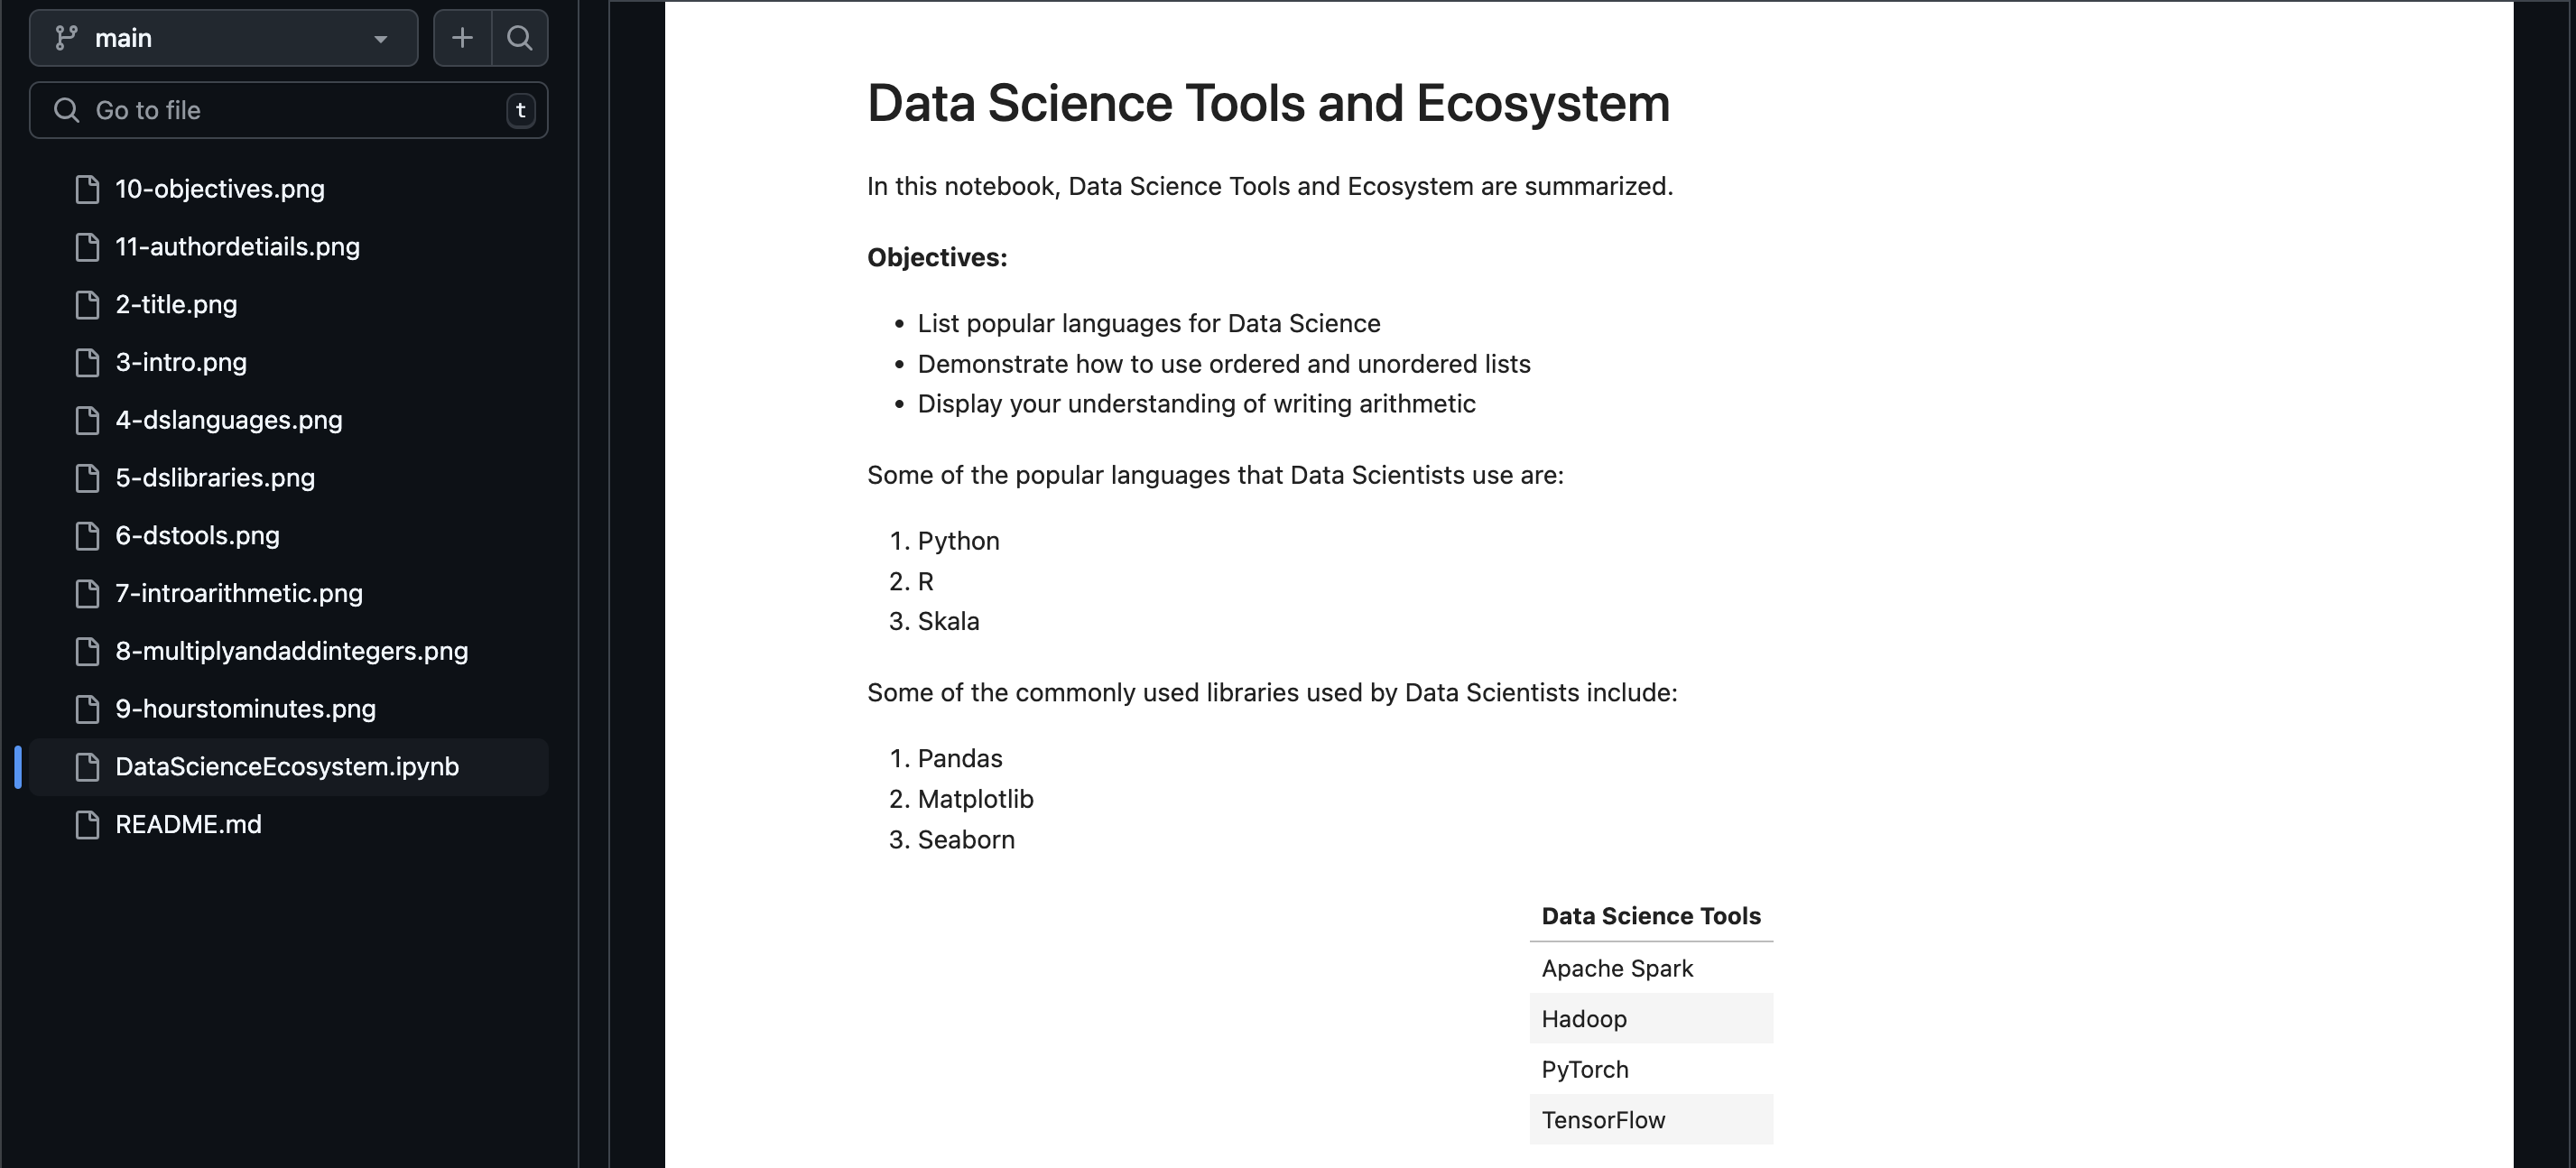 main
Go to file
t
10-objectives.png
11-authordetiails.png
2-title.png
3-intro.png
4-dslanguages.png
5-dslibraries.png
6-dstools.png
7-introarithmetic.png
8-multiplyandaddintegers.png
9-hourstominutes.png
DataScienceEcosystem.ipynb
README.md
Data Science Tools and Ecosystem
In this notebook, Data Science Tools and Ecosystem are summarized.
Objectives:
• List popular languages for Data Science
• Demonstrate how to use ordered and unordered lists
• Display your understanding of writing arithmetic
Some of the popular languages that Data Scientists use are:
1. Python
2. R
3. Skala
Some of the commonly used libraries used by Data Scientists include:
1. Pandas
2. Matplotlib
3. Seaborn
Data Science Tools
Apache Spark
Hadoop
PyTorch
TensorFlow